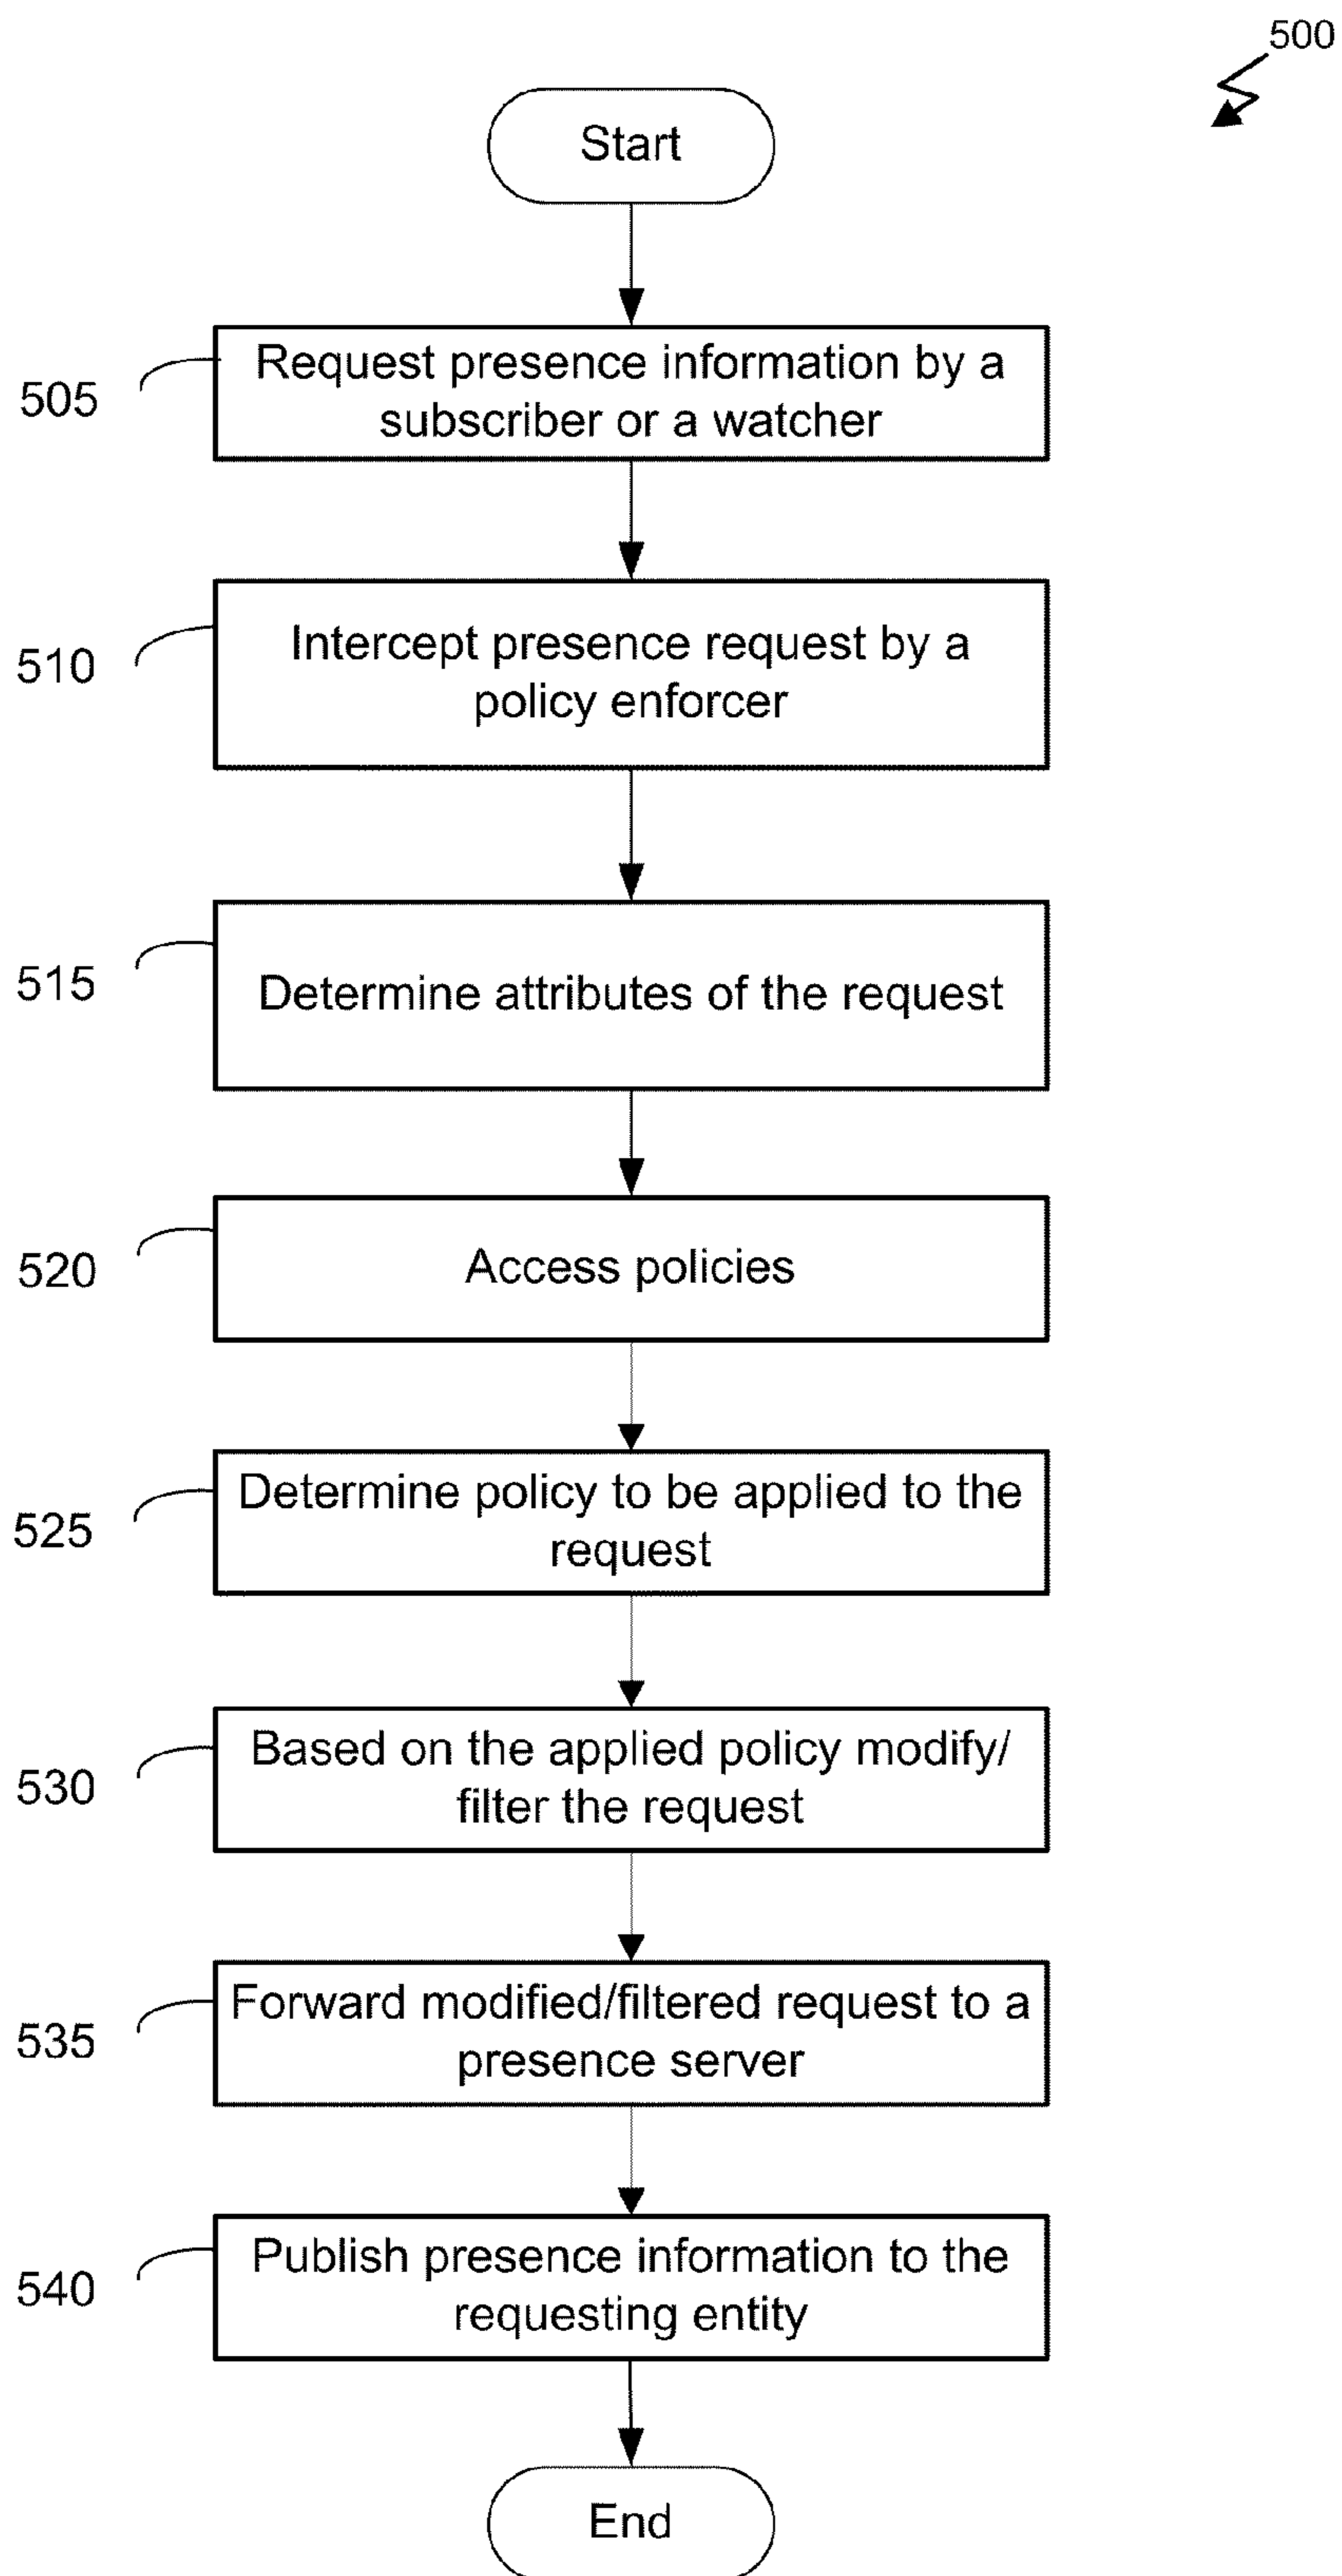 500
Start
505
Request presence information by a
subscriber or a watcher
510
Intercept presence request by a
policy enforcer
515
Determine attributes of the request
520
Access policies
525
Determine policy to be applied to the
request
530
Based on the applied policy modify/
filter the request
535
Forward modified/filtered request to a
presence server
540
Publish presence information to the
requesting entity
End